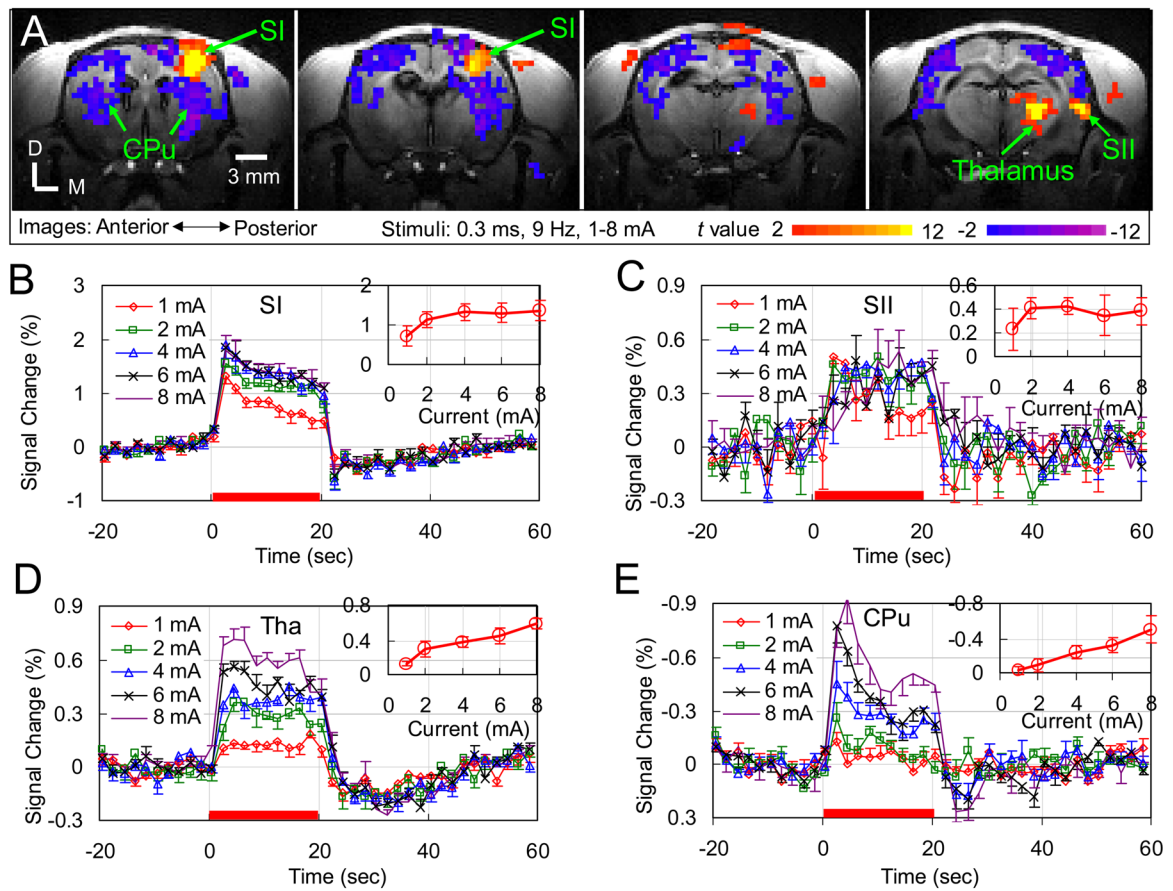 A
SI
SI
CPu
Thalamus
SII
D
M
3 mm
Images: Anterior Posterior
Stimuli: 0.3 ms, 9 Hz, 1-8 mA
t value 2 12 -2 -12
B
SI
1 mA
2 mA
4 mA
6 mA
8 mA
Signal Change (%)
3
2
1
0
-1
-20 0 20 40 60
Time (sec)
2
1
0
0 2 4 6 8
Current (mA)
C
SII
1 mA
2 mA
4 mA
6 mA
8 mA
Signal Change (%)
0.9
0.6
0.3
0
-0.3
-20 0 20 40 60
Time (sec)
0.6
0.4
0.2
0
0 2 4 6 8
Current (mA)
D
Tha
1 mA
2 mA
4 mA
6 mA
8 mA
Signal Change (%)
0.9
0.6
0.3
0
-0.3
-20 0 20 40 60
Time (sec)
0.8
0.4
0
0 2 4 6 8
Current (mA)
E
CPu
1 mA
2 mA
4 mA
6 mA
8 mA
Signal Change (%)
-0.9
-0.6
-0.3
0
0.3
-20 0 20 40 60
Time (sec)
-0.8
-0.4
0
0 2 4 6 8
Current (mA)